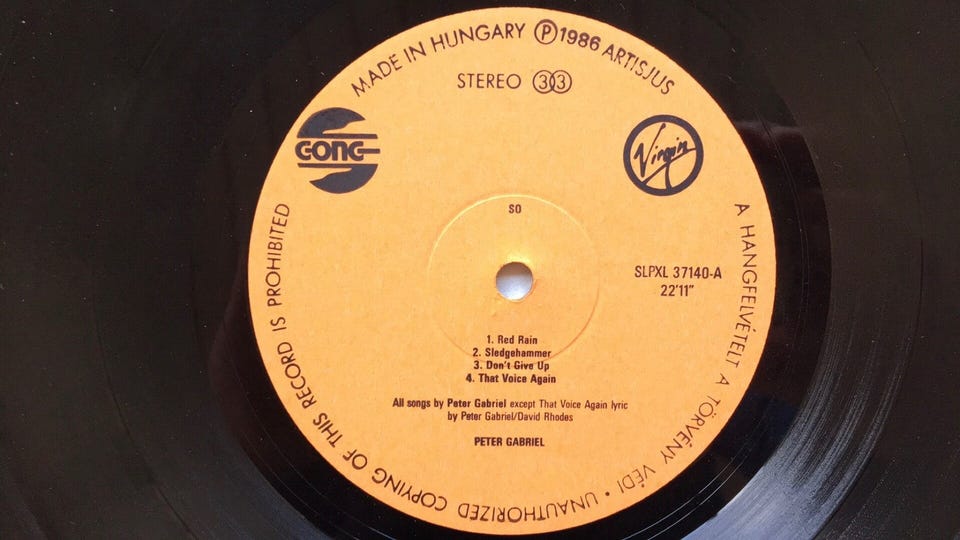 MADE IN HUNGARY Ⓟ 1986 ARTISJUS
STEREO 33
GONG
Virgin
SO
SLPXL 37140-A
22'11"
1. Red Rain
2. Sledgehammer
3. Don't Give Up
4. That Voice Again
All songs by Peter Gabriel except That Voice Again lyric
by Peter Gabriel/David Rhodes
PETER GABRIEL
A HANGFELVÉTELT A TÖRVÉNY VÉDI • UNAUTHORIZED COPYING OF THIS RECORD IS PROHIBITED